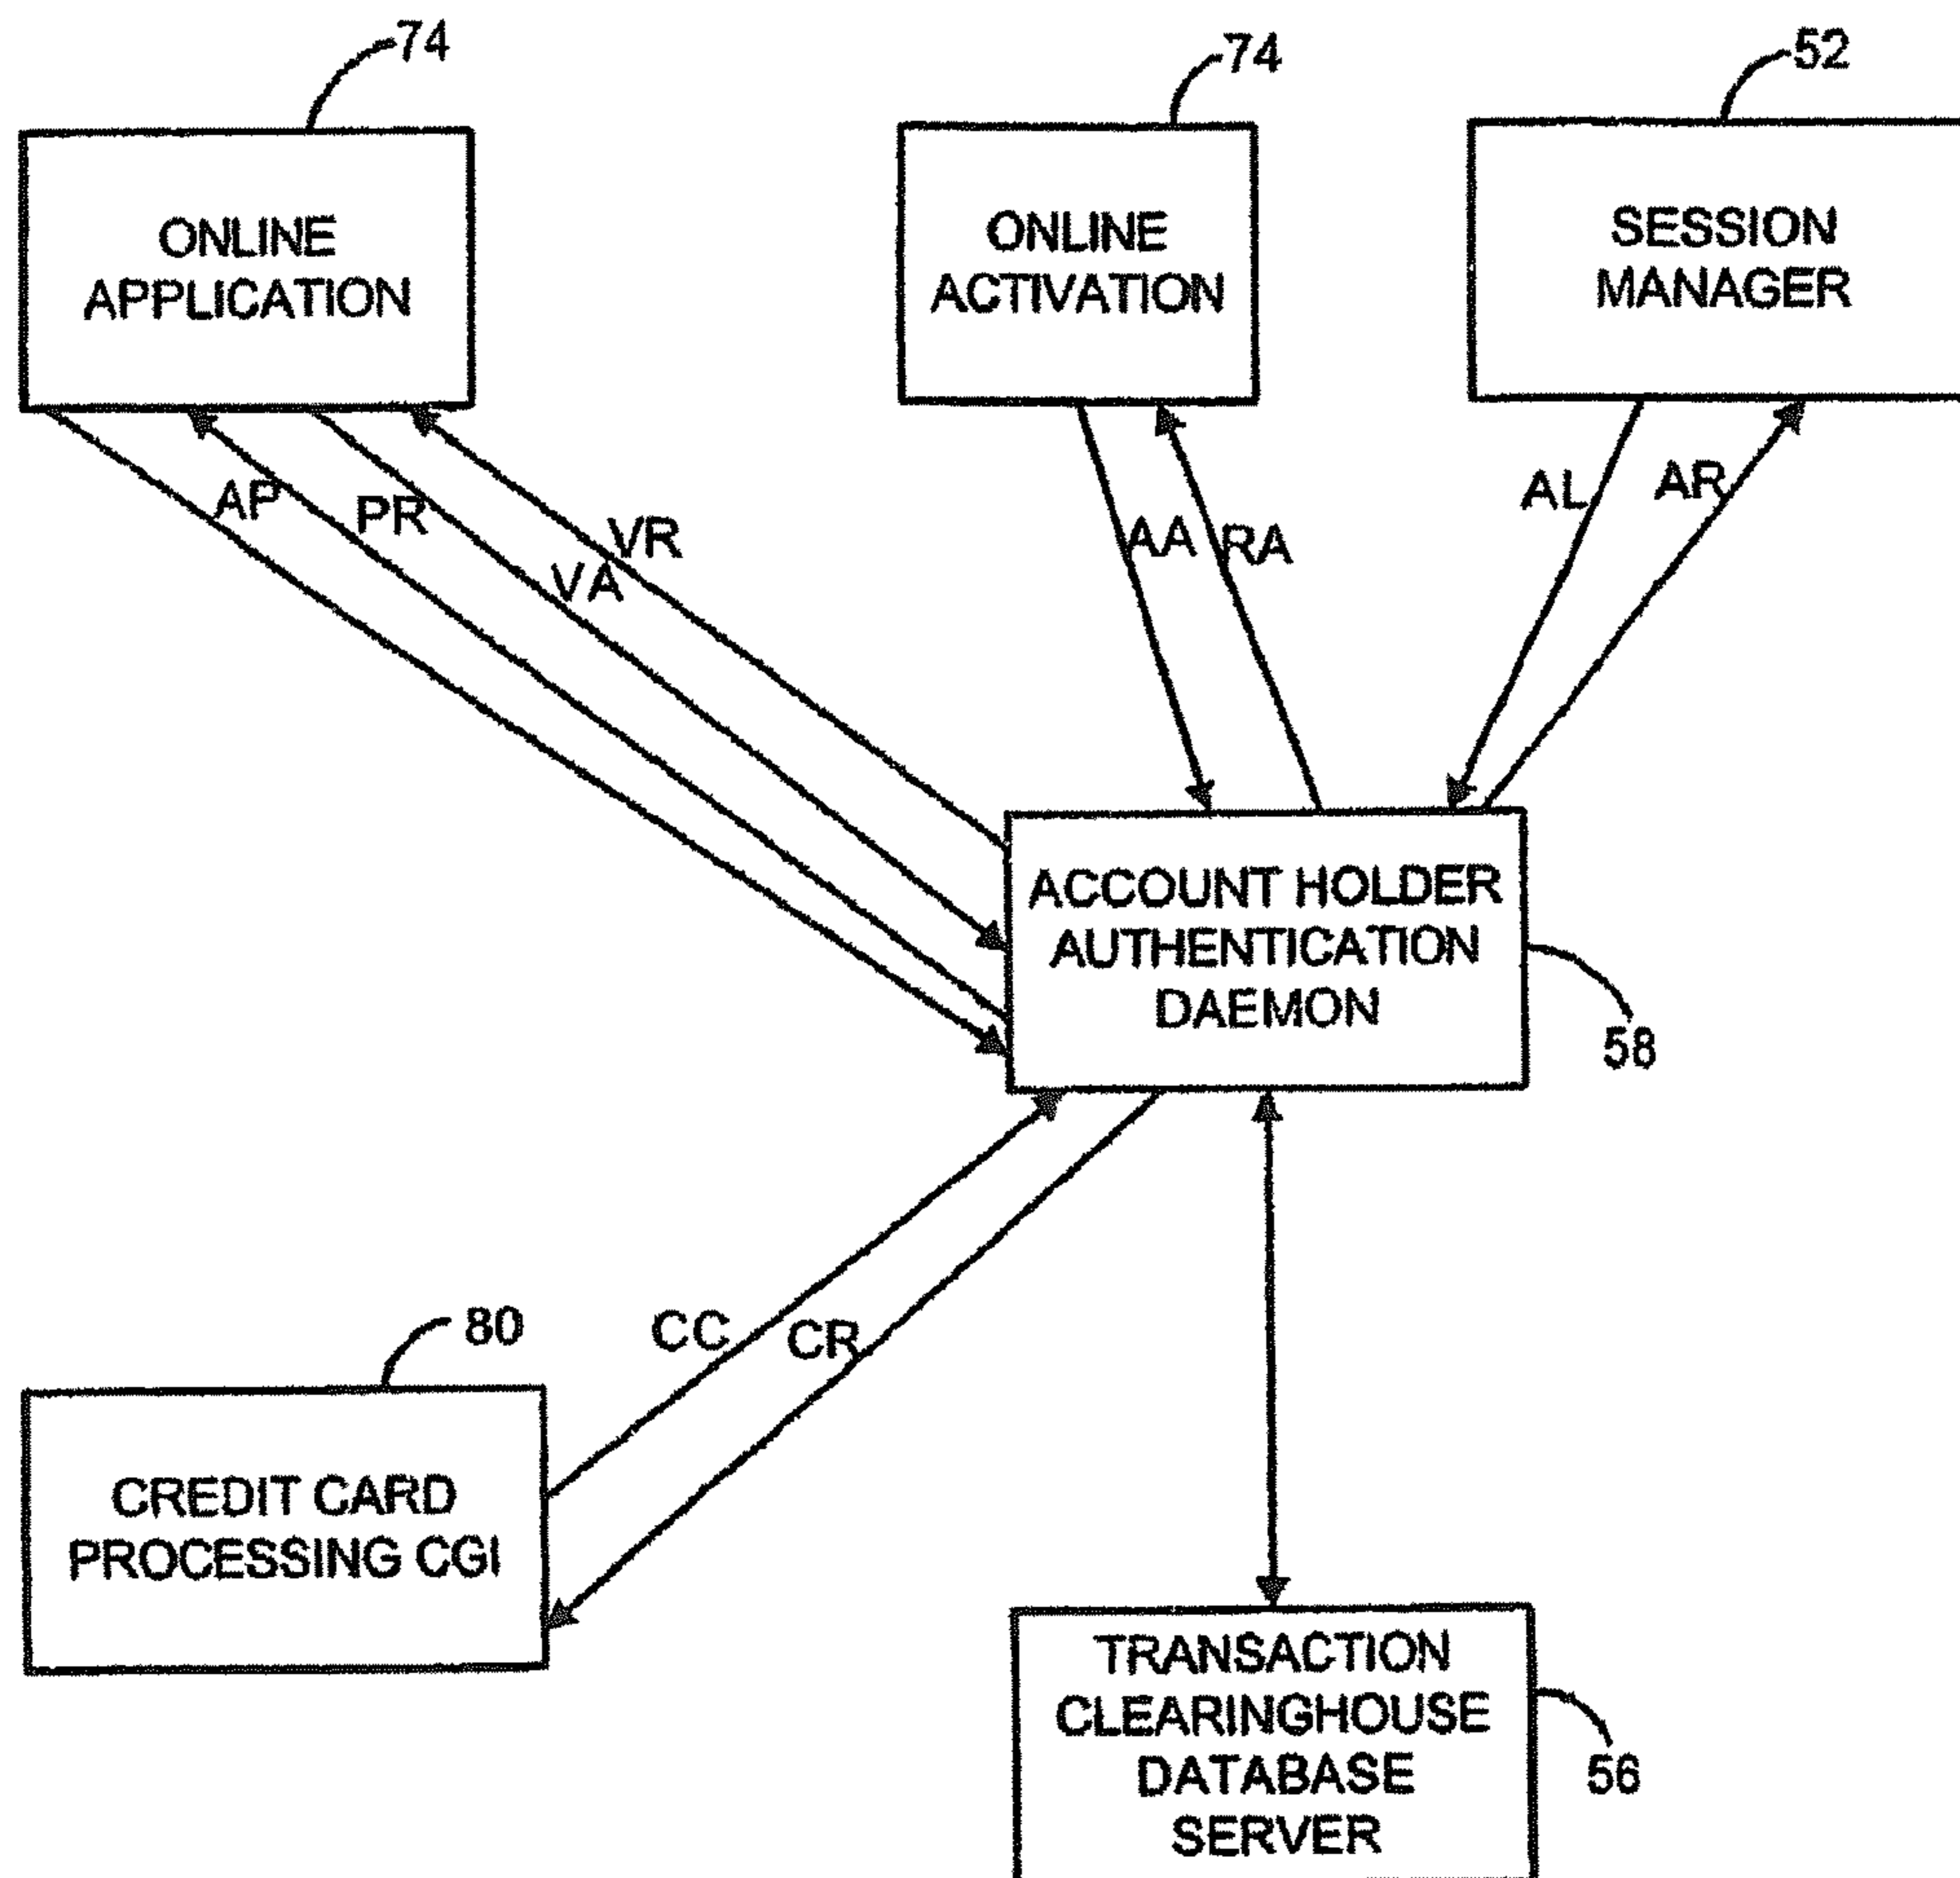 74
74
52
ONLINE
APPLICATION
ONLINE
ACTIVATION
SESSION
MANAGER
AP
PR
VR
VA
AA
RA
AL
AR
ACCOUNT HOLDER
AUTHENTICATION
DAEMON
58
80
CC
CR
CREDIT CARD
PROCESSING CGI
TRANSACTION
CLEARINGHOUSE
DATABASE
SERVER
56